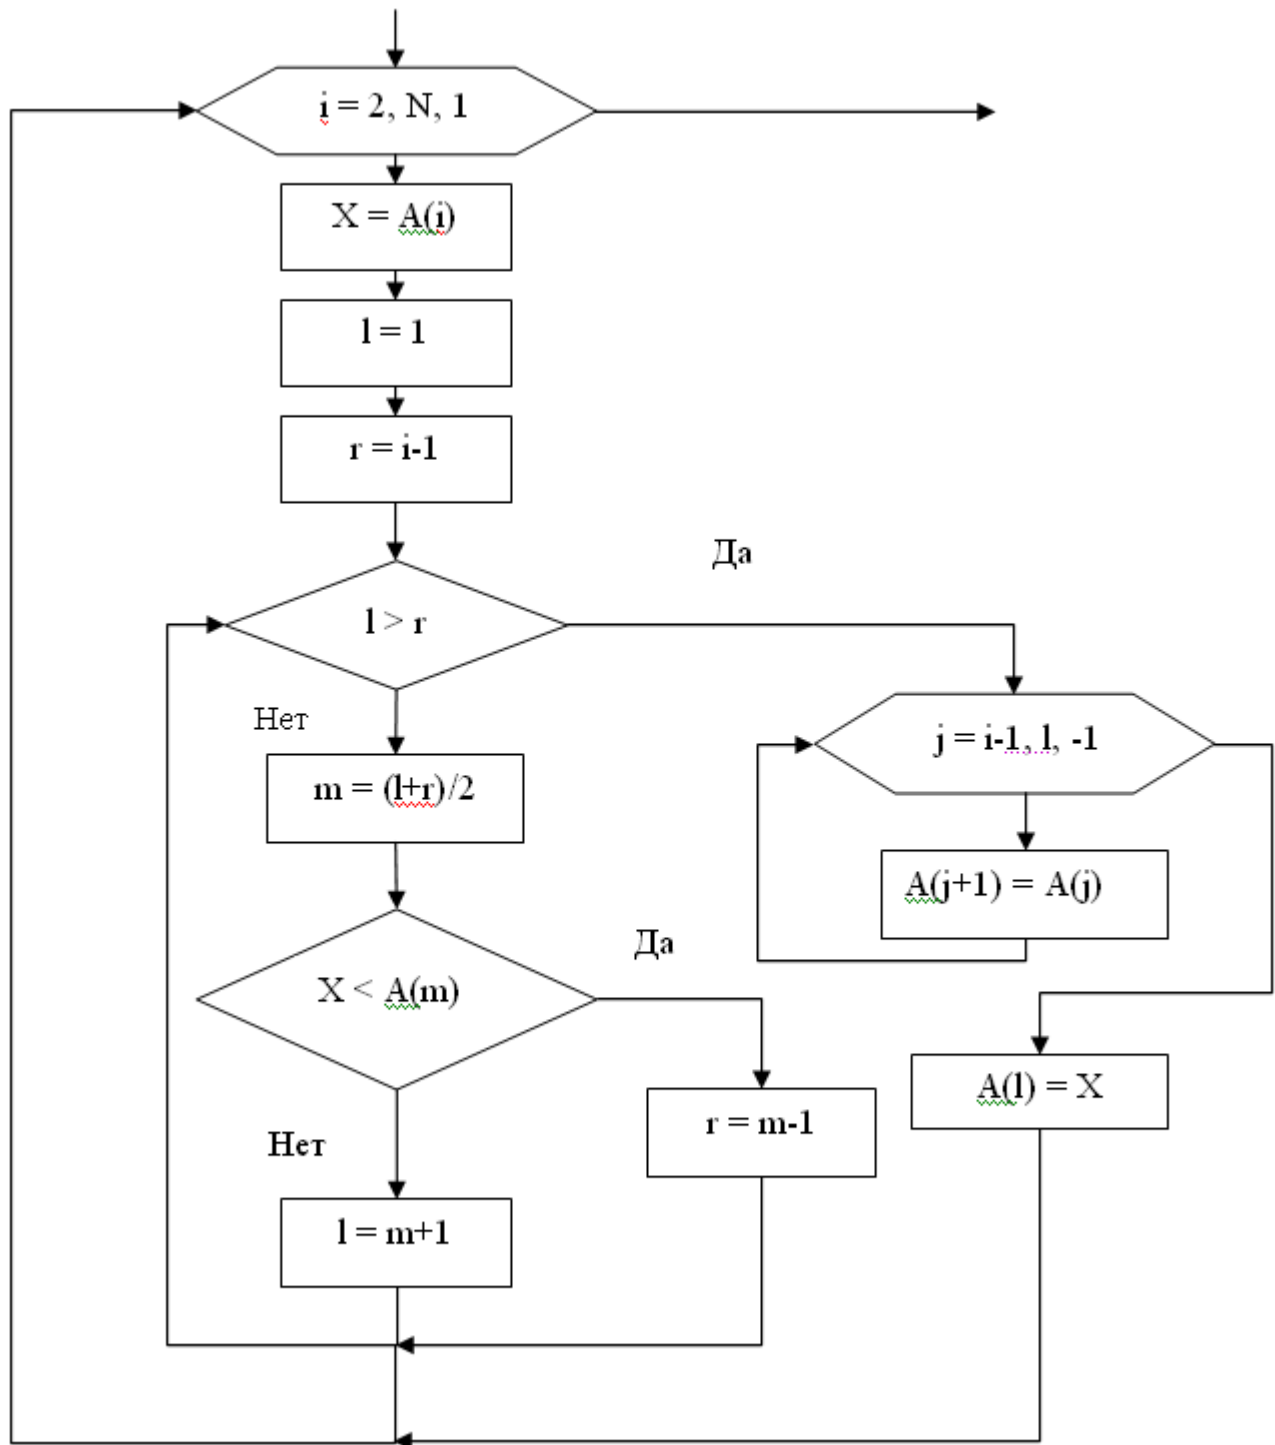 i = 2, N, 1
X = A(i)
l = 1
r = i-1
Да
l > r
Нет
j = i-1, l, -1
m = (l+r)/2
A(j+1) = A(j)
Да
X < A(m)
A(l) = X
r = m-1
Нет
l = m+1